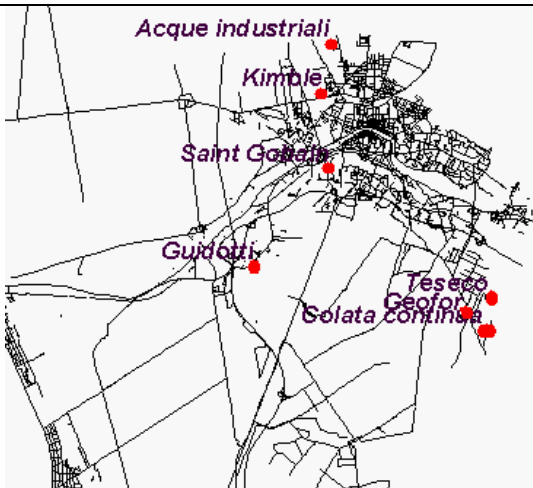 Acque industriali
Kimble
Saint Gobain
Guidotti
Teseco
Geofor
Colata continua